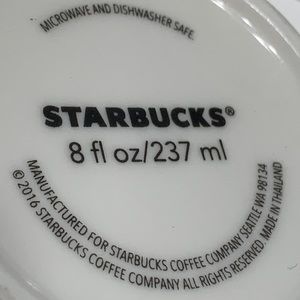 MICROWAVE AND DISHWASHER SAFE.
STARBUCKS®
8 fl oz/237 ml
MANUFACTURED FOR STARBUCKS COFFEE COMPANY SEATTLE WA 98134
© 2016 STARBUCKS COFFEE COMPANY ALL RIGHTS RESERVED. MADE IN THAILAND